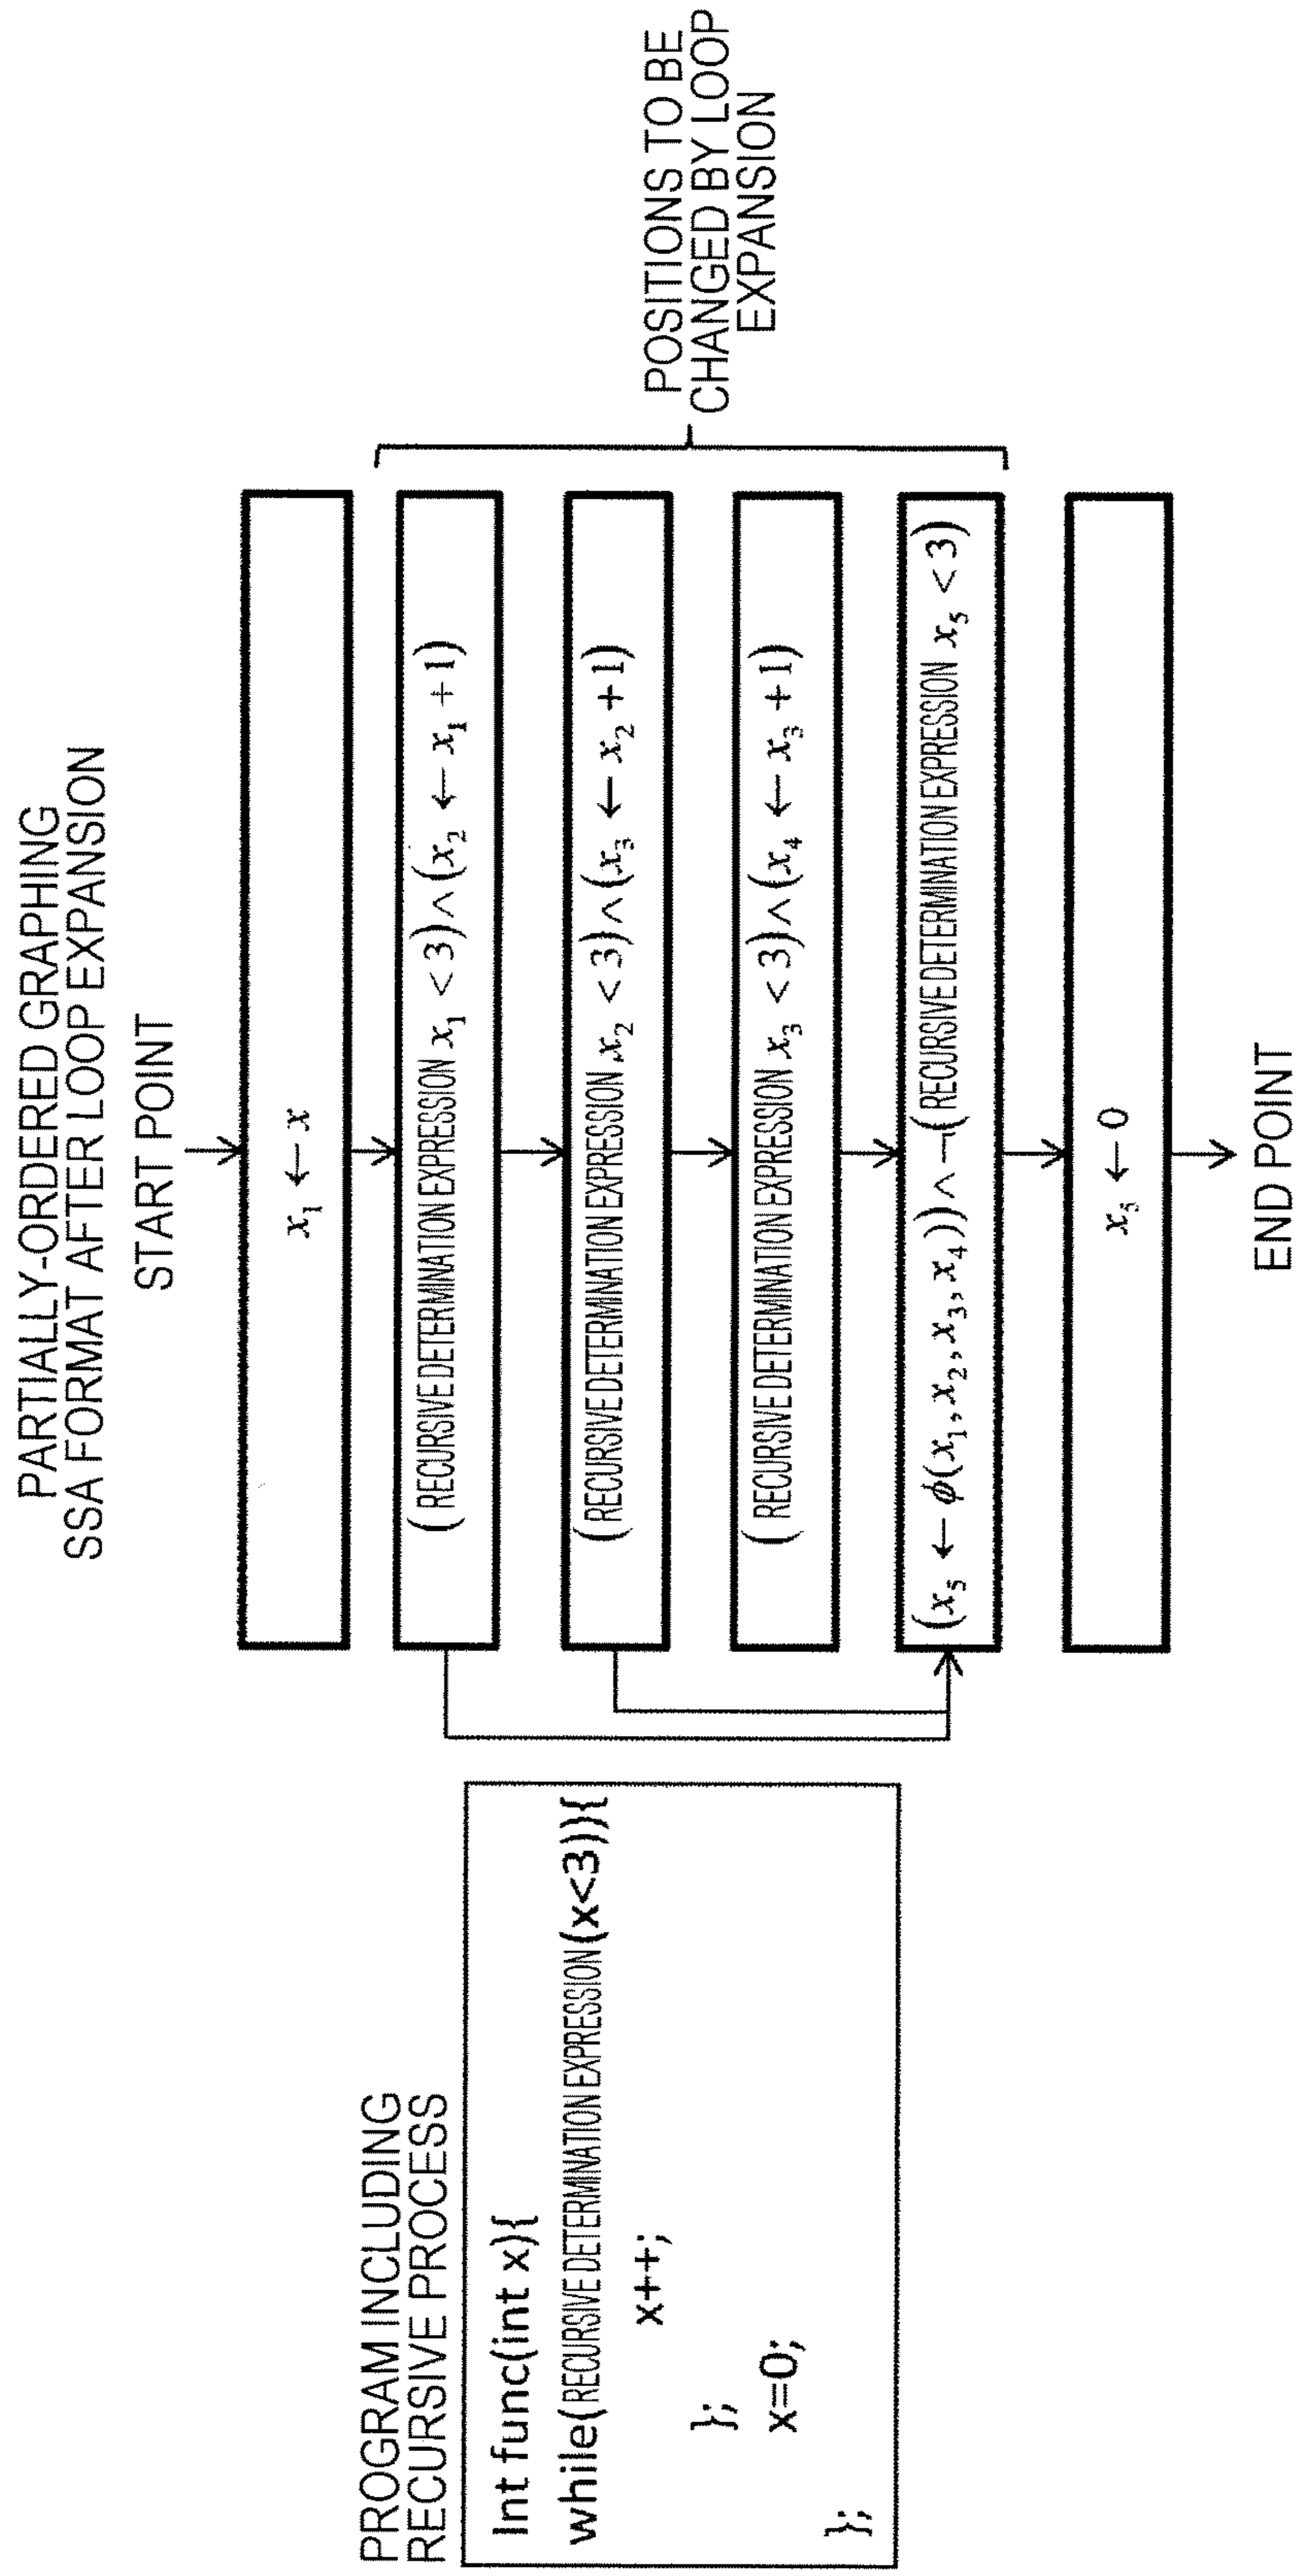 PROGRAM INCLUDING
RECURSIVE PROCESS
Int func(int x){
while(RECURSIVE DETERMINATION EXPRESSION(x<3)){
x++;
};
x=0;
};
PARTIALLY-ORDERED GRAPHING
SSA FORMAT AFTER LOOP EXPANSION
START POINT
x₁ ← x
(RECURSIVE DETERMINATION EXPRESSION x₁ < 3)∧(x₂ ← x₁ + 1)
(RECURSIVE DETERMINATION EXPRESSION x₂ < 3)∧(x₃ ← x₂ + 1)
(RECURSIVE DETERMINATION EXPRESSION x₃ < 3)∧(x₄ ← x₃ + 1)
(x₅ ← ϕ(x₁, x₂, x₃, x₄))∧¬(RECURSIVE DETERMINATION EXPRESSION x₅ < 3)
x₅ ← 0
END POINT
POSITIONS TO BE
CHANGED BY LOOP
EXPANSION